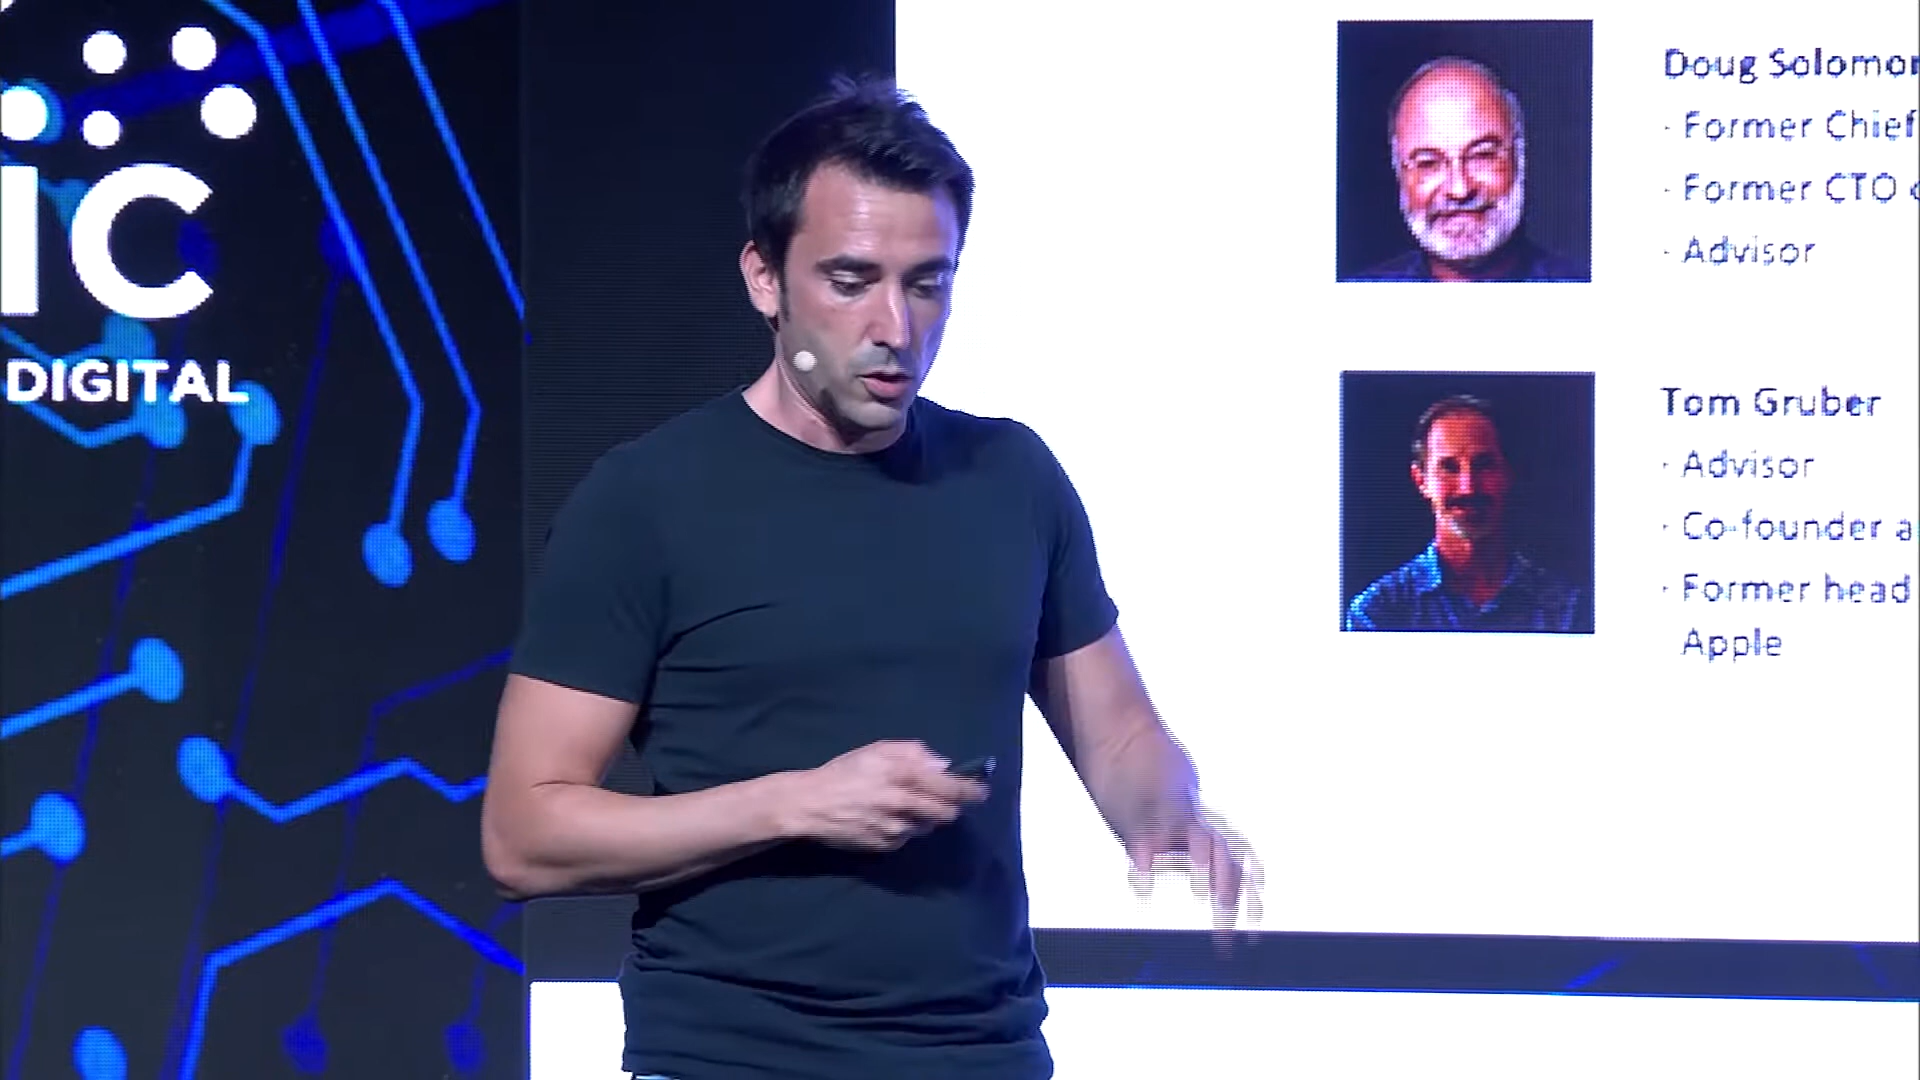 IC
DIGITAL
Doug Solomon
- Former Chief
- Former CTO
- Advisor
Tom Gruber
- Advisor
- Co-founder a
- Former head
Apple